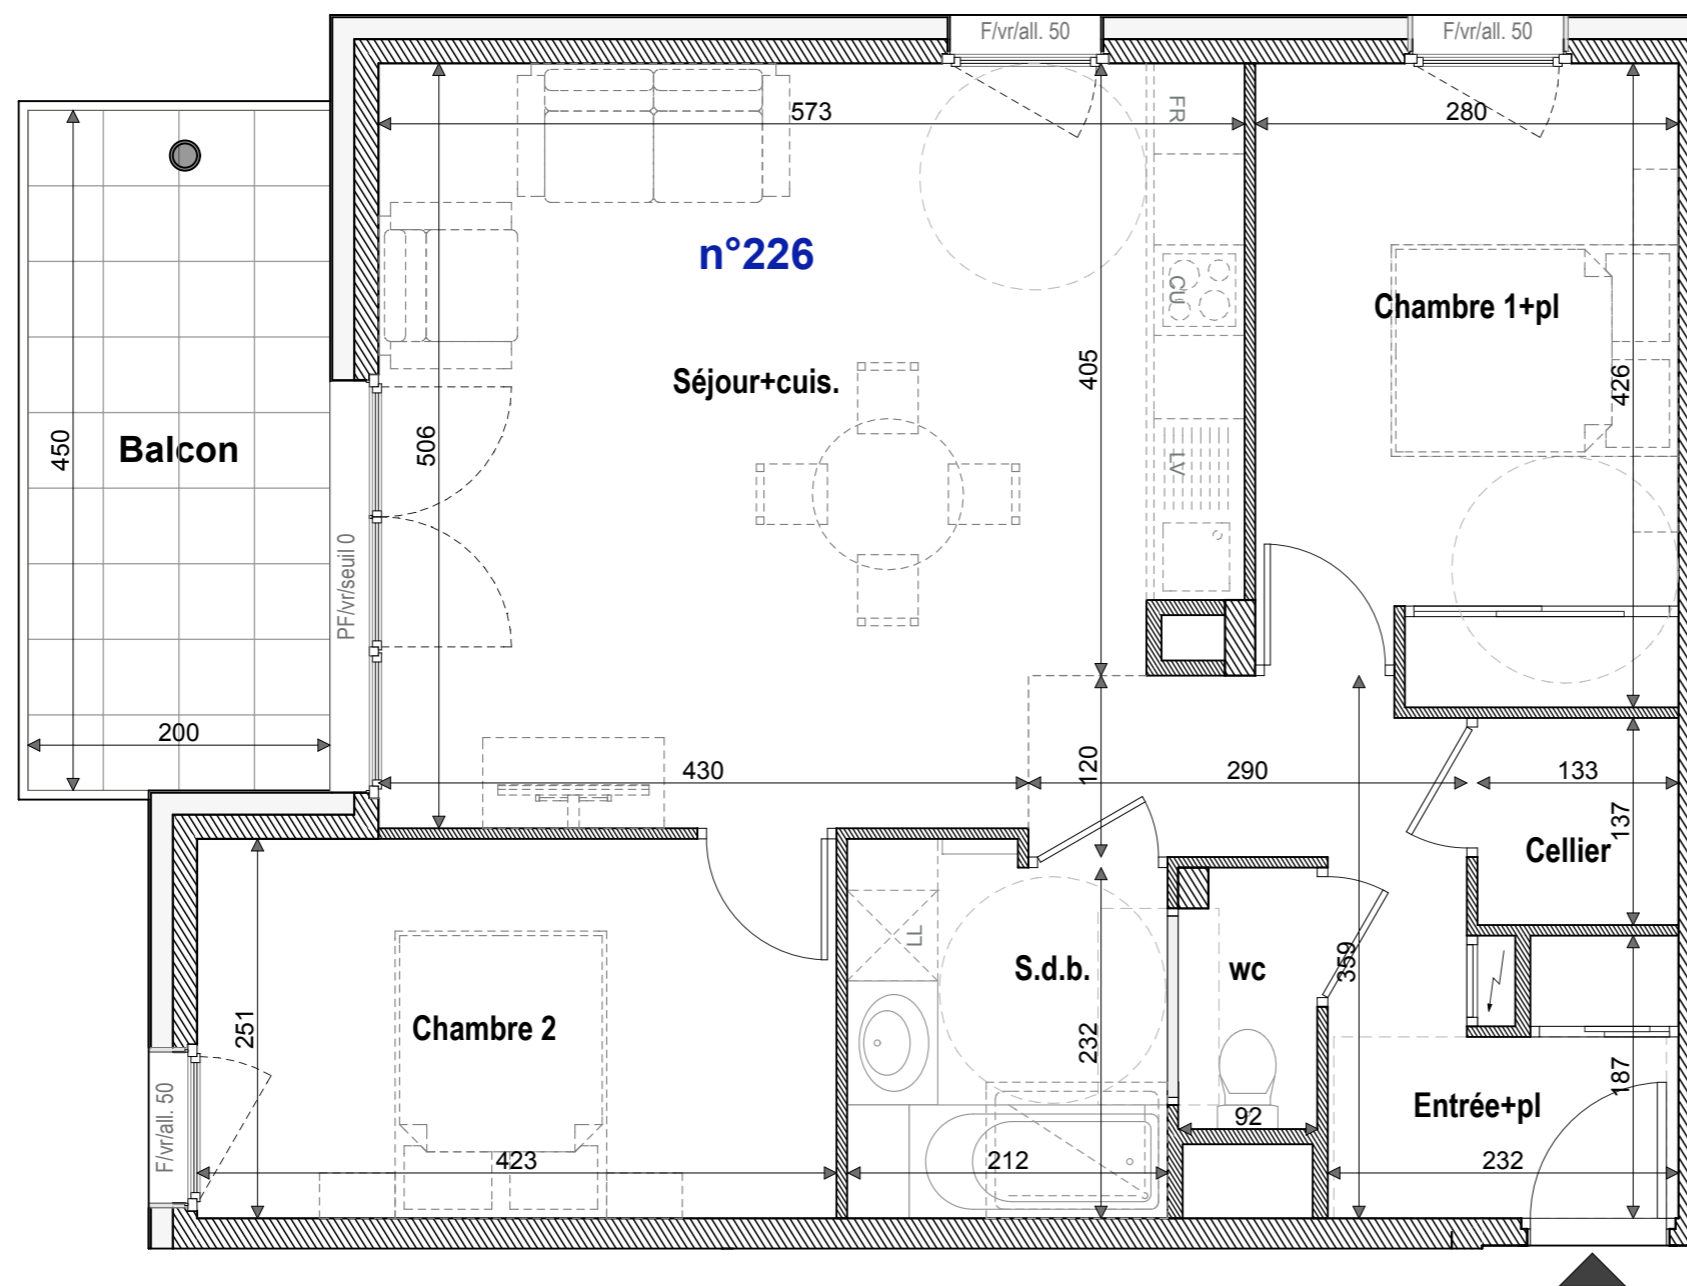 F/vr/all. 50
F/vr/all. 50
573
280
FR
n°226
CU
Chambre 1+pl
Séjour+cuis.
405
426
450
Balcon
506
LV
PF/vr/seuil 0
200
430
120
290
133
137
Cellier
LL
S.d.b.
wc
359
251
Chambre 2
232
187
F/vr/all. 50
Entrée+pl
92
423
212
232